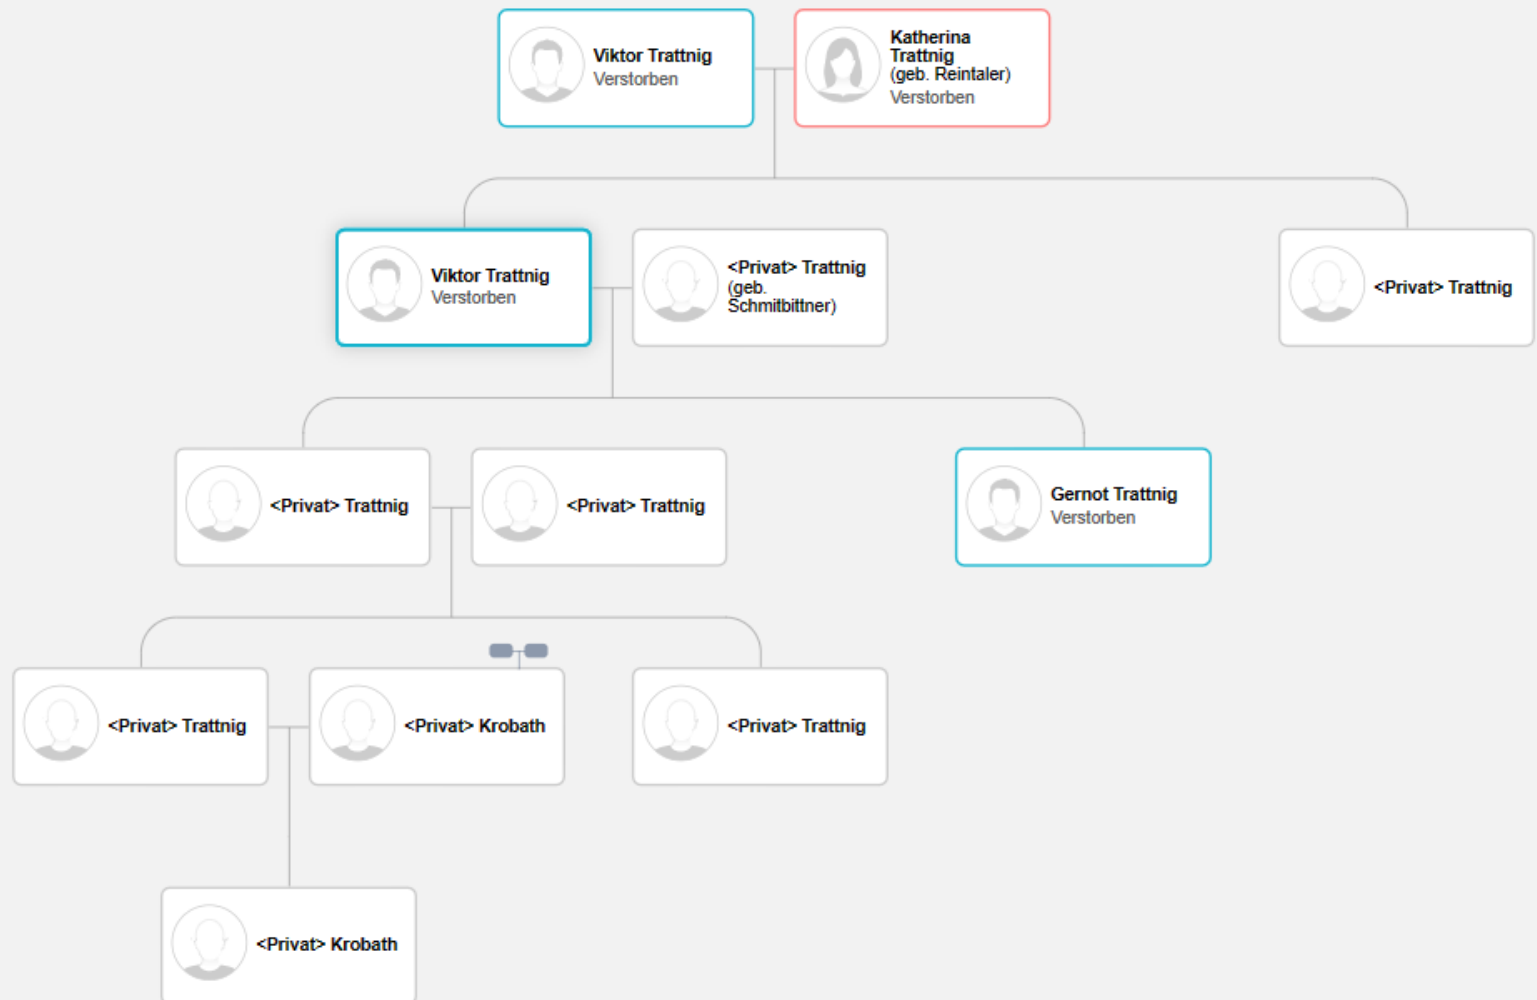 Viktor Trattnig
Verstorben
Katherina
Trattnig
(geb. Reintaler)
Verstorben
Viktor Trattnig
Verstorben
<Privat> Trattnig
(geb.
Schmitbittner)
<Privat> Trattnig
<Privat> Trattnig
<Privat> Trattnig
Gernot Trattnig
Verstorben
<Privat> Trattnig
<Privat> Krobath
<Privat> Trattnig
<Privat> Krobath